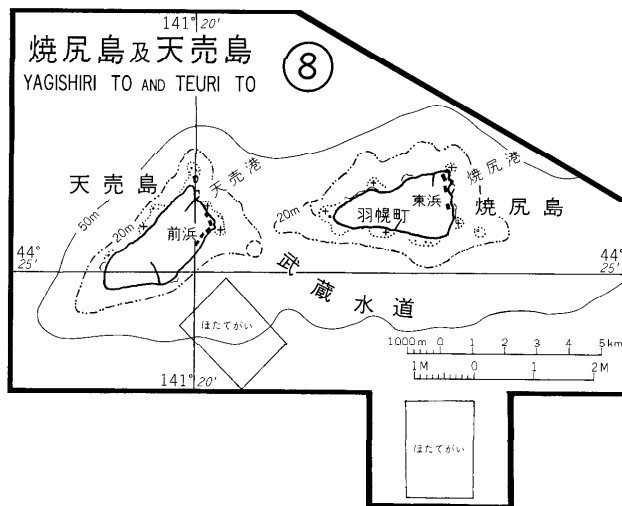 141° 20'
焼尻島及天売島
YAGISHIRI TO AND TEURI TO
8
天売島
天売港
焼尻港
50m
20m
20m
前浜
羽幌町
東浜
焼尻島
44°
25'
44°
25'
武蔵水道
ほたてがい
1000m 0 1 2 3 4 5km
1M 0 1 2M
141° 20'
ほたてがい